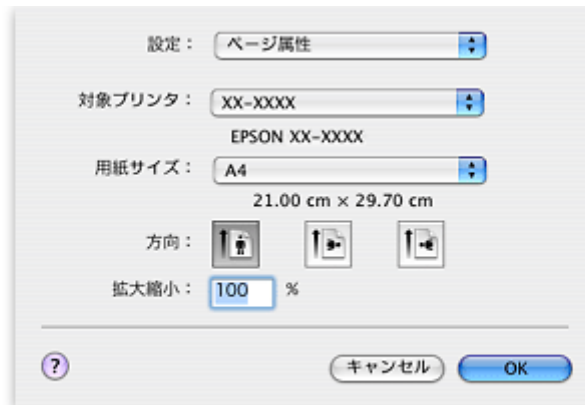 設定： ページ属性
対象プリンタ： XX-XXXX
EPSON XX-XXXX
用紙サイズ： A4
21.00 cm × 29.70 cm
方向：
拡大縮小： 100 %
? キャンセル OK